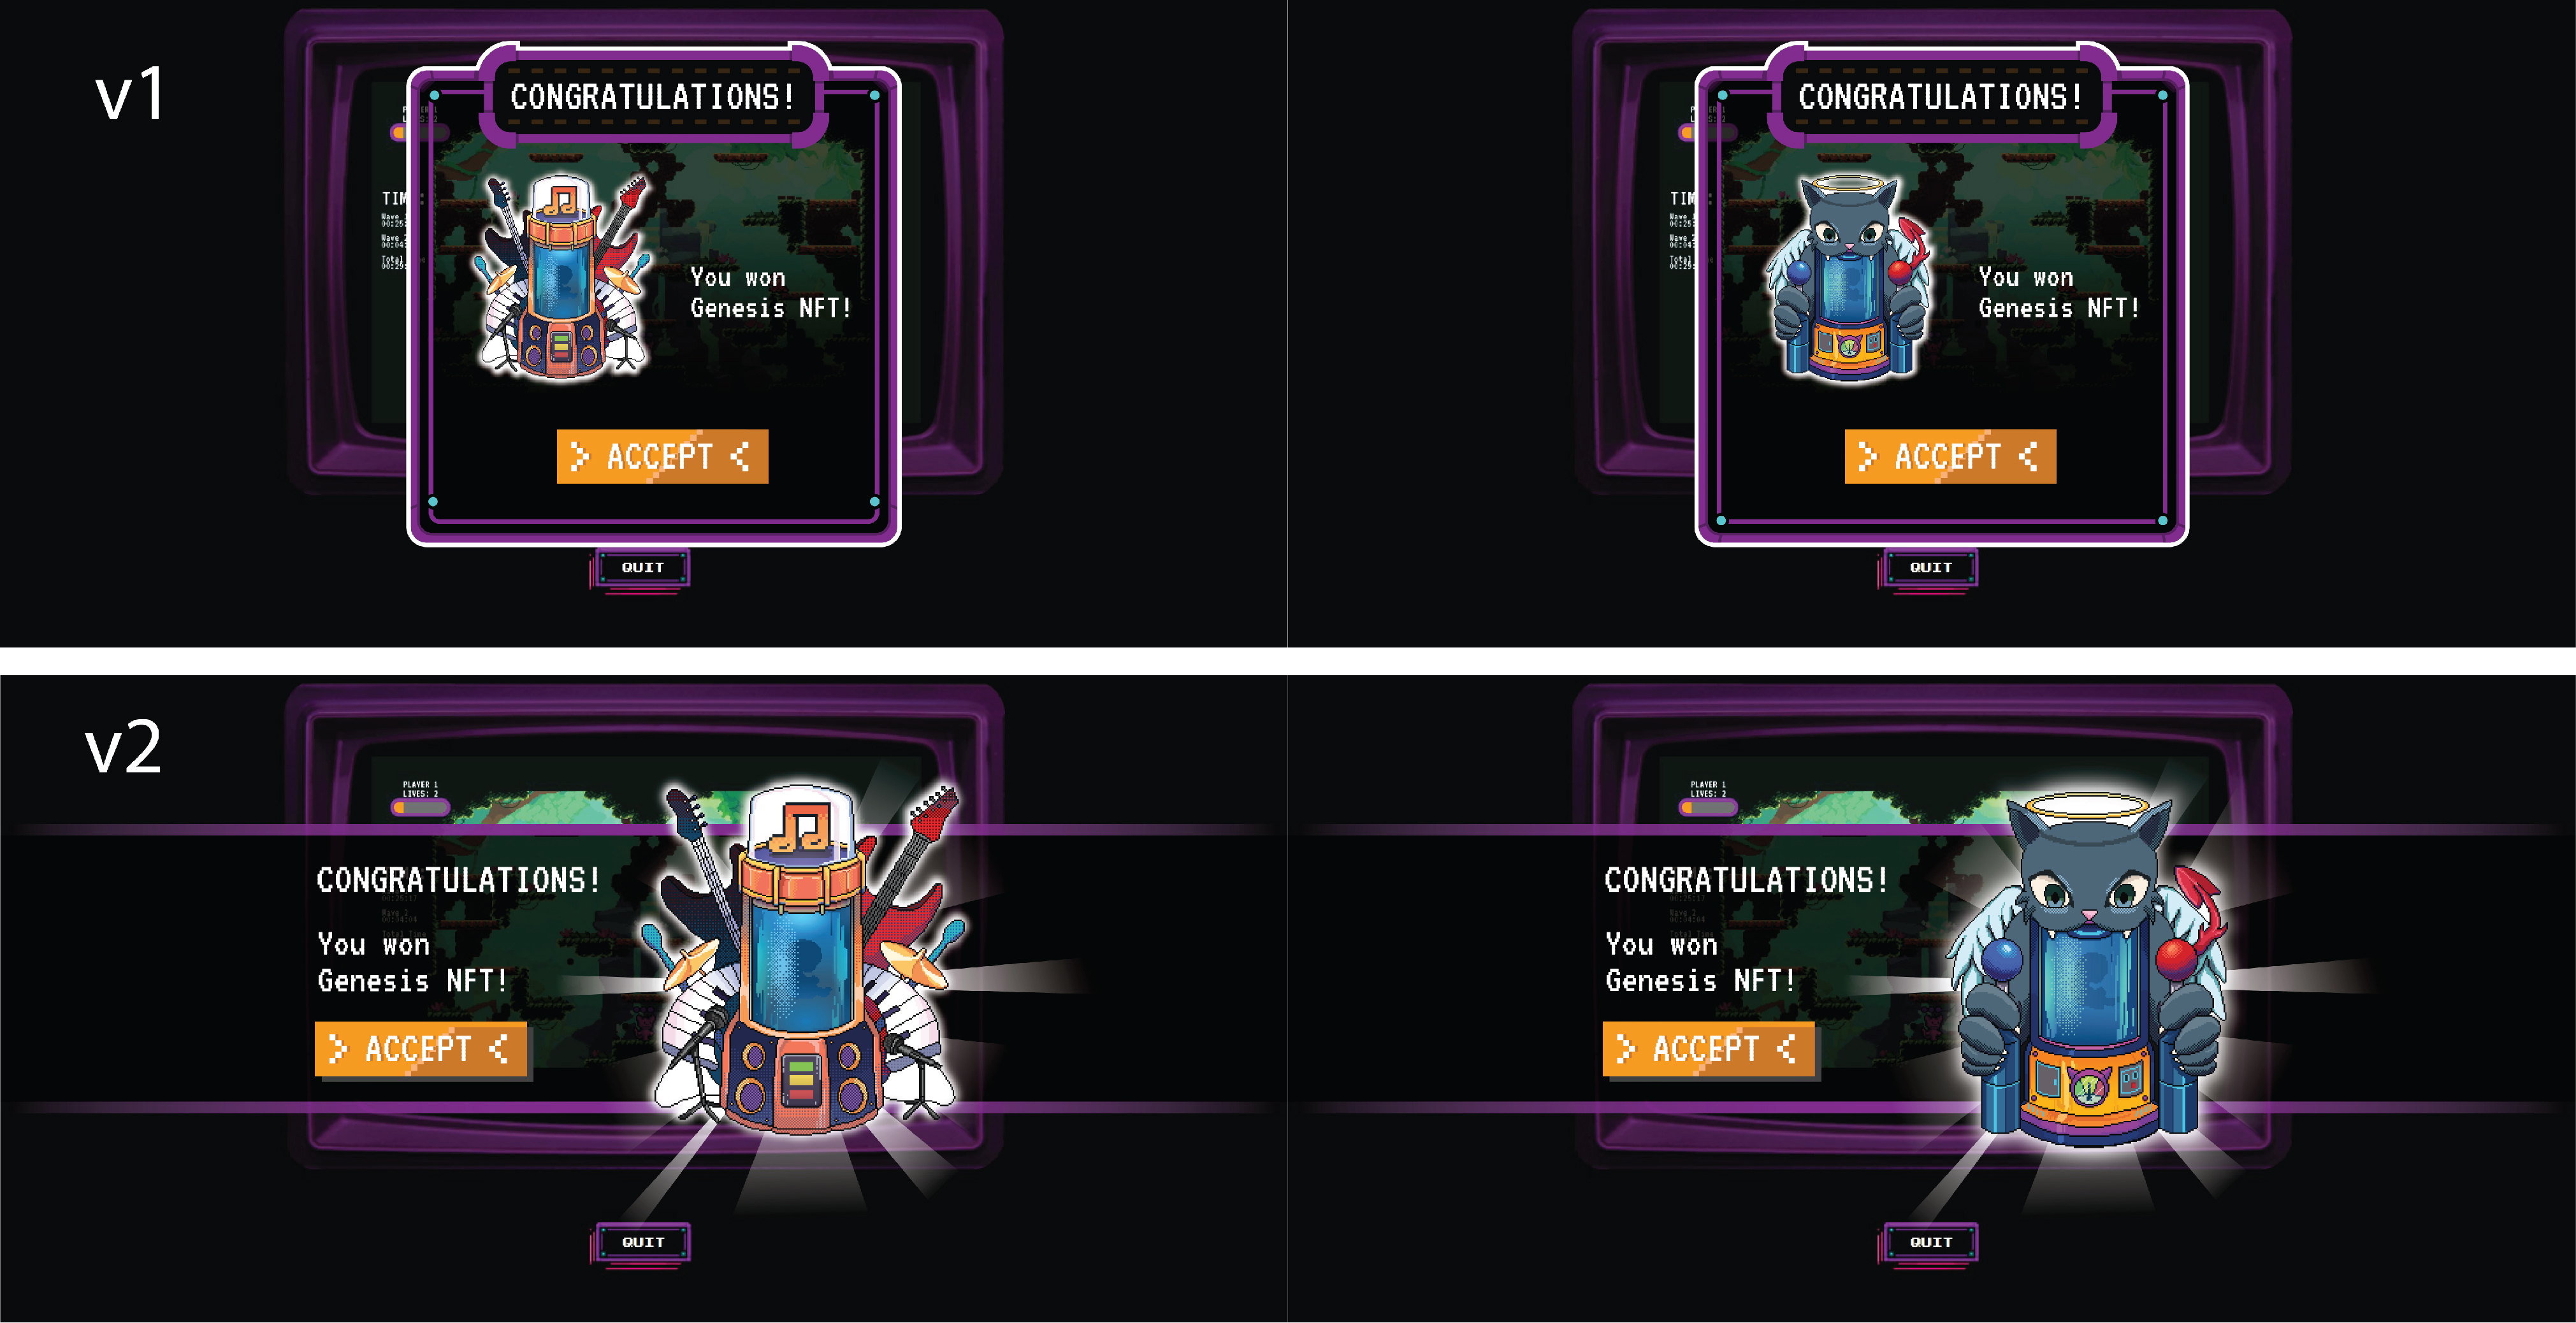 v1
CONGRATULATIONS!
You won
Genesis NFT!
> ACCEPT <
QUIT
CONGRATULATIONS!
You won
Genesis NFT!
> ACCEPT <
QUIT
v2
PLAYER 1
LIVES: 2
CONGRATULATIONS!
You won
Genesis NFT!
> ACCEPT <
QUIT
PLAYER 1
LIVES: 2
CONGRATULATIONS!
You won
Genesis NFT!
> ACCEPT <
QUIT